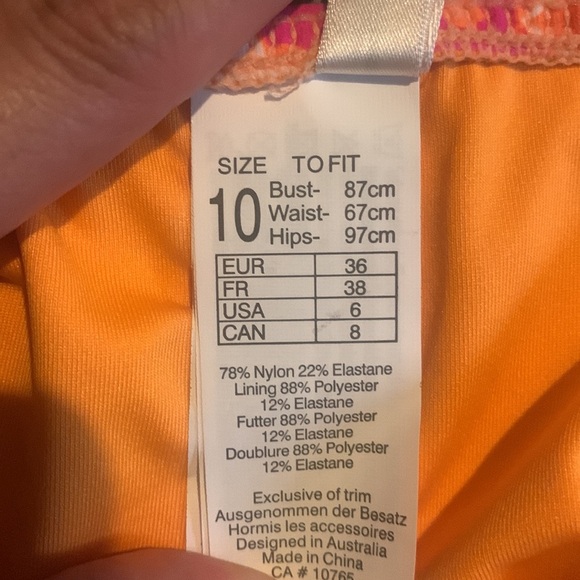 SIZE TO FIT
10 Bust- 87cm
Waist- 67cm
Hips- 97cm
EUR 36
FR 38
USA 6
CAN 8
78% Nylon 22% Elastane
Lining 88% Polyester
12% Elastane
Futter 88% Polyester
12% Elastane
Doublure 88% Polyester
12% Elastane
Exclusive of trim
Ausgenommen der Besatz
Hormis les accessoires
Designed in Australia
Made in China
CA # 10765